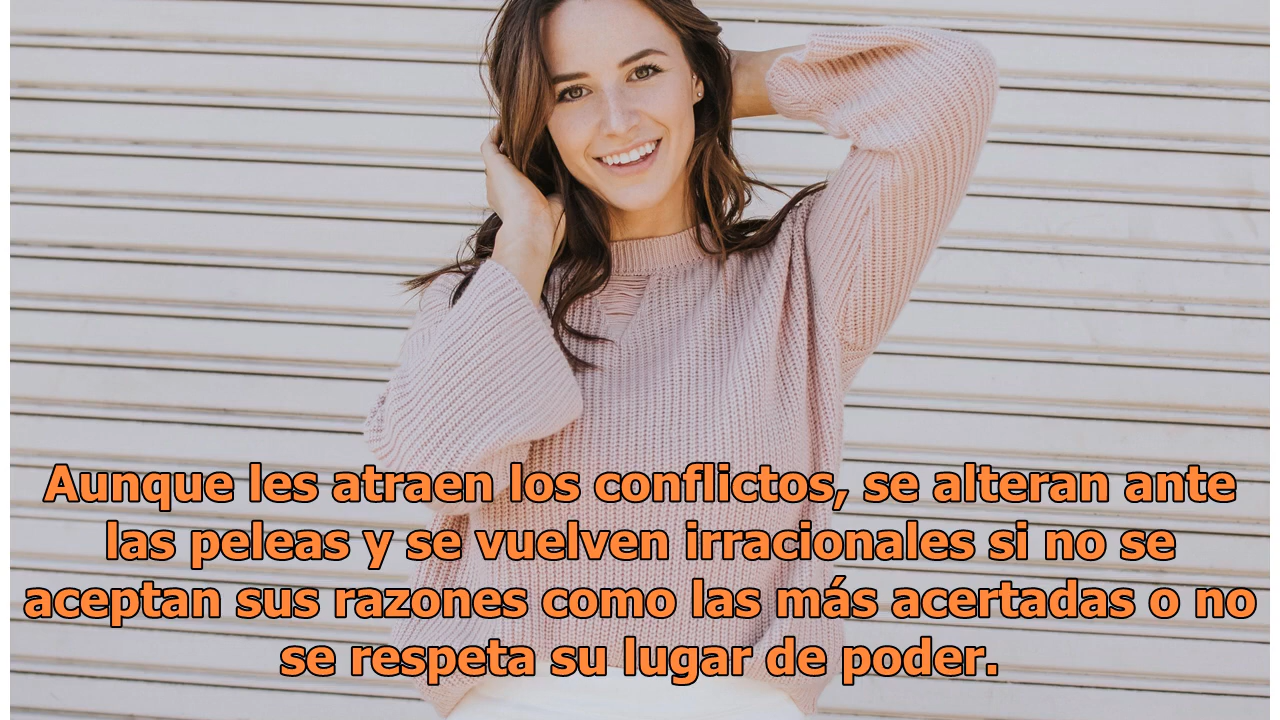 Aunque les atraen los conflictos, se alteran ante
las peleas y se vuelven irracionales si no se
aceptan sus razones como las más acertadas o no
se respeta su lugar de poder.